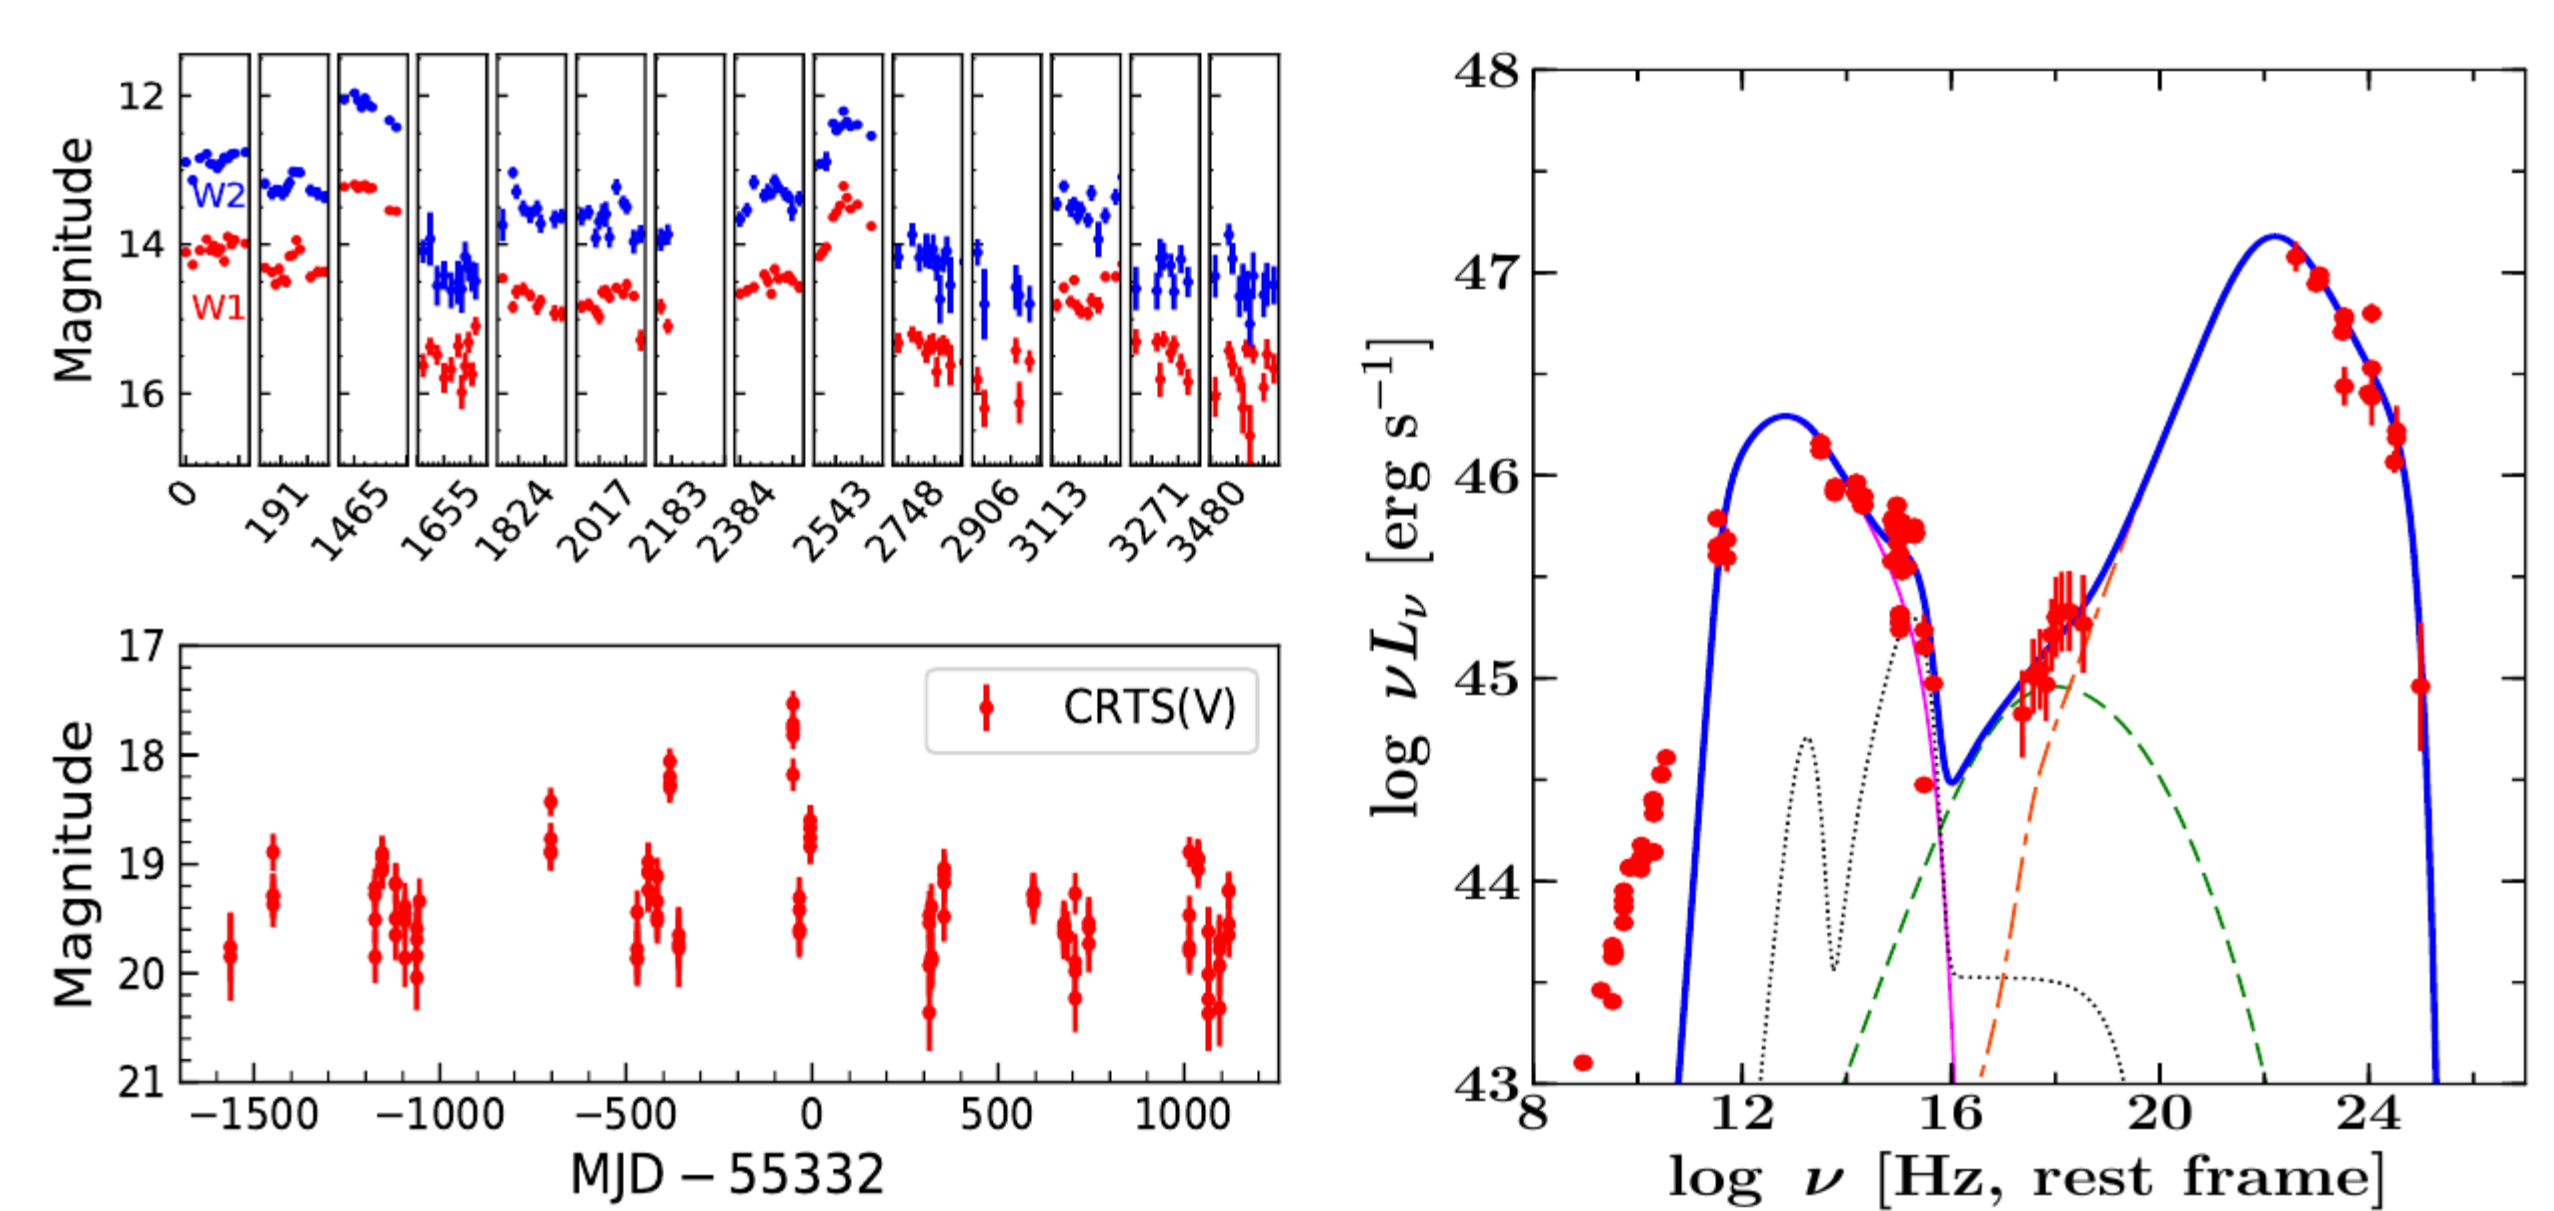 Magnitude
12
14
16
W2
W1
0 191 1465 1655 1824 2017 2183 2384 2543 2748 2906 3113 3271 3480
Magnitude
17
18
19
20
21
CRTS(V)
−1500 −1000 −500 0 500 1000
MJD − 55332
log νLν [erg s⁻¹]
48
47
46
45
44
43
8 12 16 20 24
log ν [Hz, rest frame]